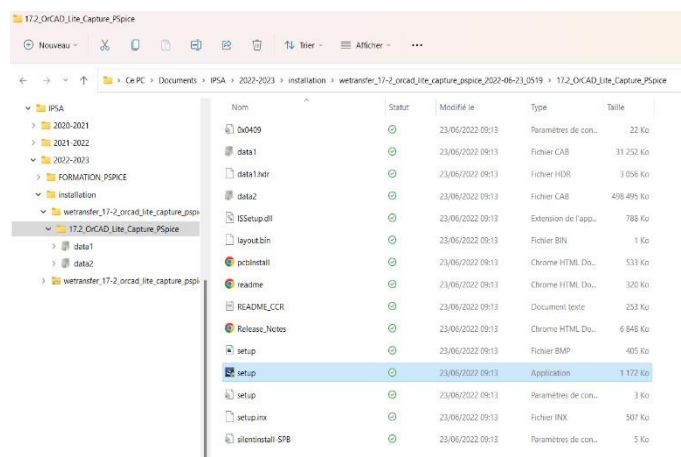 17.2_OrCAD_Lite_Capture_PSpice
Nouveau
Trier
Afficher
Ce PC > Documents > IPSA > 2022-2023 > installation > wetransfer_17-2_orcad_lite_capture_pspice_2022-06-23_0519 > 17.2_OrCAD_Lite_Capture_PSpice
IPSA
2020-2021
2021-2022
2022-2023
FORMATION_PSPICE
installation
wetransfer_17-2_orcad_lite_capture_pspi
17.2_OrCAD_Lite_Capture_PSpice
data1
data2
wetransfer_17-2_orcad_lite_capture_pspi
Nom Statut Modifié le Type Taille
0x0409 23/06/2022 09:13 Paramètres de con... 22 Ko
data1 23/06/2022 09:13 Fichier CAB 31 252 Ko
data1.hdr 23/06/2022 09:13 Fichier HDR 3 056 Ko
data2 23/06/2022 09:13 Fichier CAB 498 495 Ko
ISSetup.dll 23/06/2022 09:13 Extension de l'app... 788 Ko
layout.bin 23/06/2022 09:13 Fichier BIN 1 Ko
pcbinstall 23/06/2022 09:13 Chrome HTML Do... 533 Ko
readme 23/06/2022 09:13 Chrome HTML Do... 320 Ko
README_CCR 23/06/2022 09:13 Document texte 253 Ko
Release_Notes 23/06/2022 09:13 Chrome HTML Do... 6 848 Ko
setup 23/06/2022 09:13 Fichier BMP 405 Ko
setup 23/06/2022 09:13 Application 1 172 Ko
setup 23/06/2022 09:13 Paramètres de con... 3 Ko
setup.inx 23/06/2022 09:13 Fichier INX 507 Ko
silentinstall-SPB 23/06/2022 09:13 Paramètres de con... 5 Ko